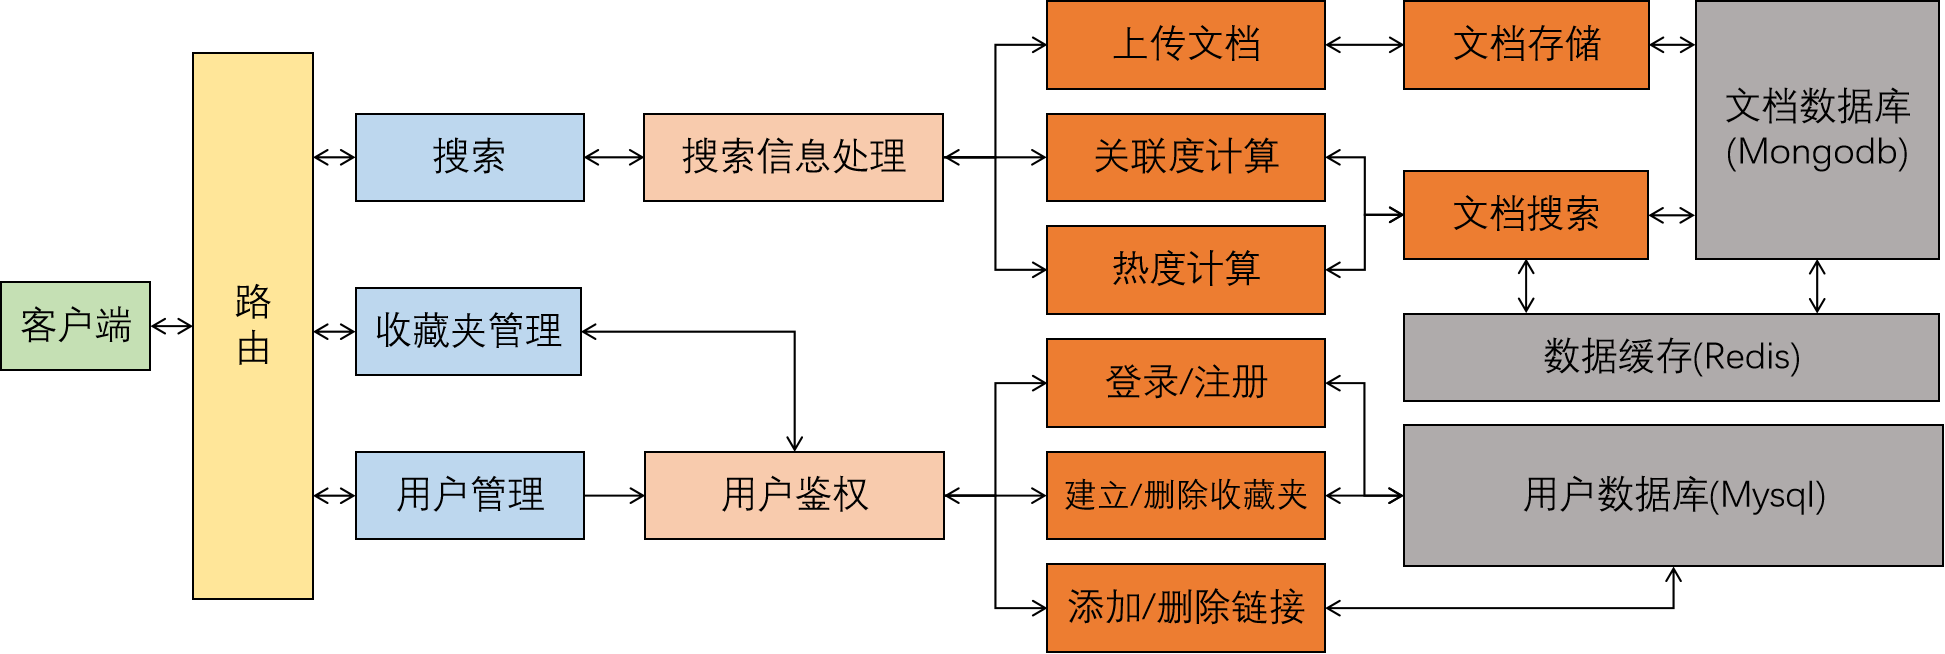 客户端
路
由
搜索
收藏夹管理
用户管理
搜索信息处理
用户鉴权
上传文档
关联度计算
热度计算
登录/注册
建立/删除收藏夹
添加/删除链接
文档存储
文档搜索
文档数据库
(Mongodb)
数据缓存(Redis)
用户数据库(Mysql)